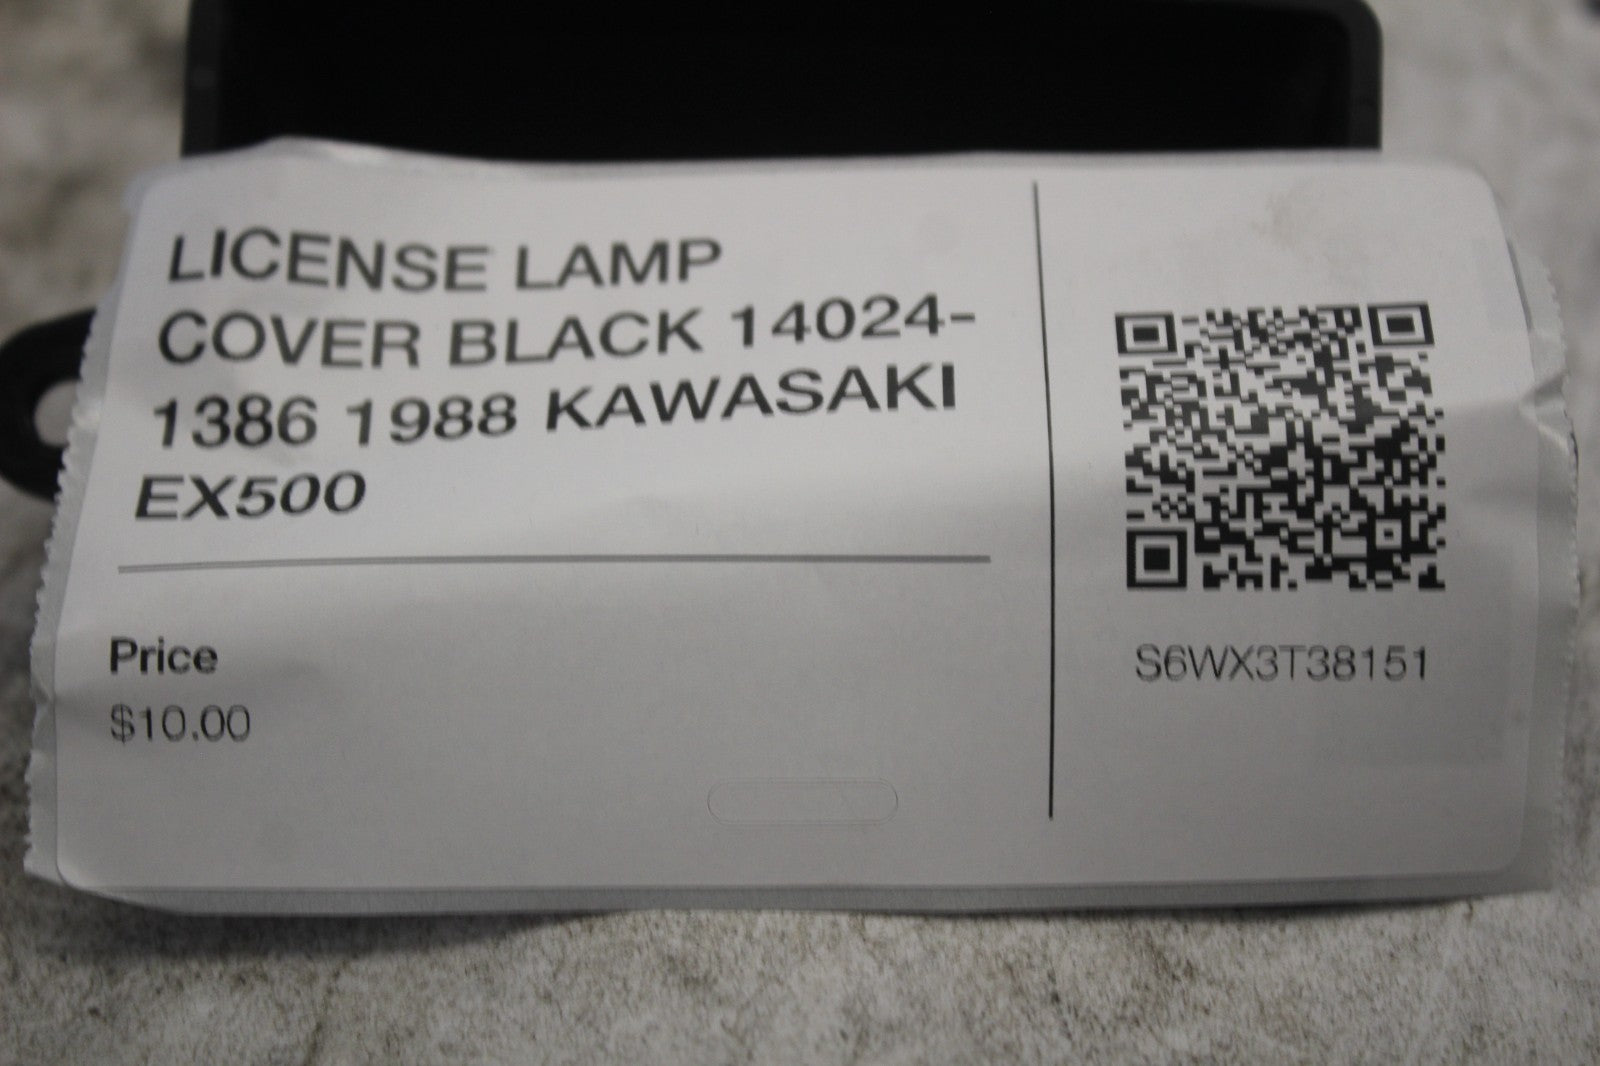 LICENSE LAMP
COVER BLACK 14024-
1386 1988 KAWASAKI
EX500
Price
$10.00
S6WX3T38151